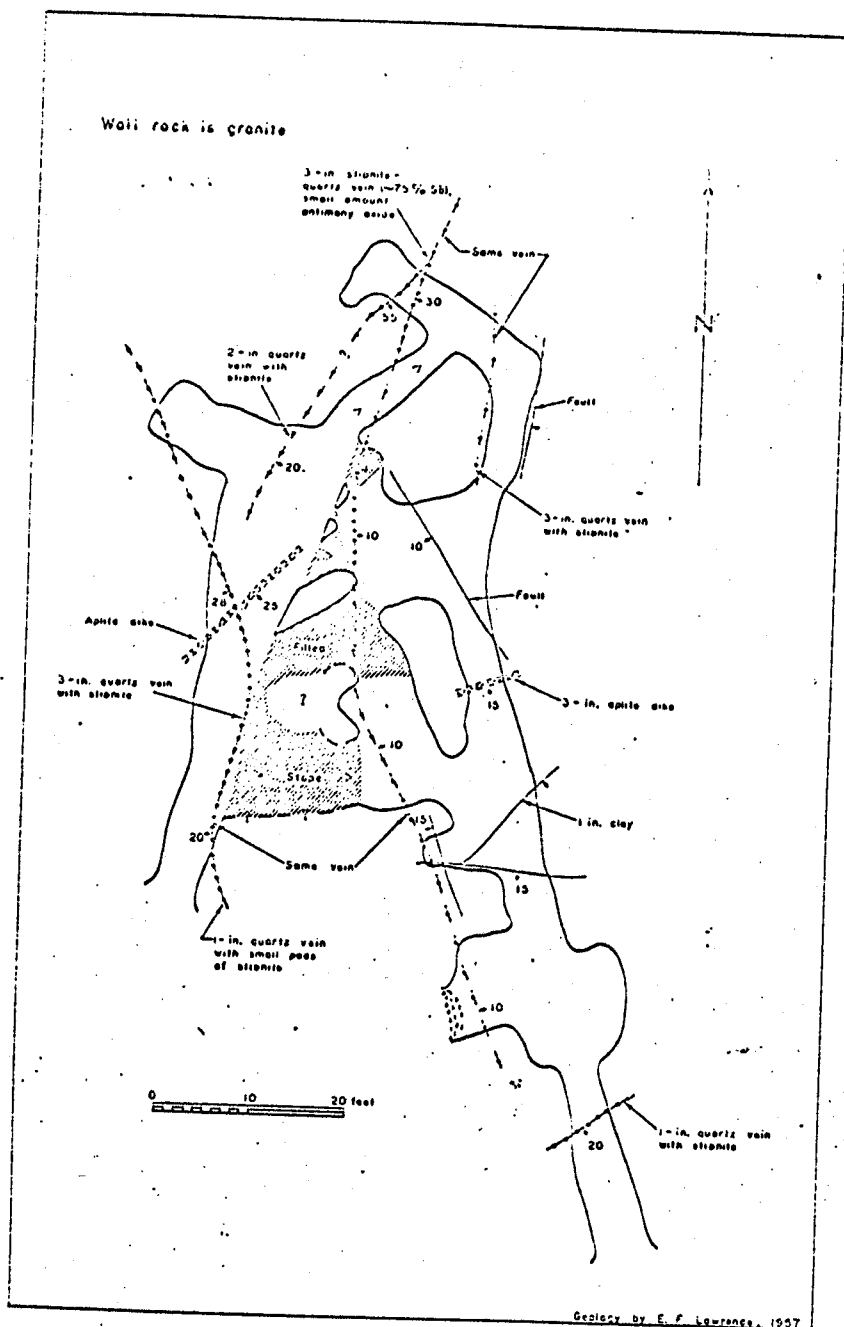 Wall rock is granite
3-in stibnite-
quartz vein (~75% Sb),
small amount
antimony oxide
Same vein
N
30
55
2-in quartz
vein with
stibnite
Fault
20
3-in. quartz vein
with stibnite
10
10
Fault
28
25
Aplite dike
Filled
3-in. quartz vein
with stibnite
?
15
3-in. aplite dike
10
Stope
15
1 in. clay
20
Same vein
15
1-in. quartz vein
with small pods
of stibnite
10
0 10 20 feet
1-in. quartz vein
with stibnite
20
Geology by E. F. Lawrence, 1957